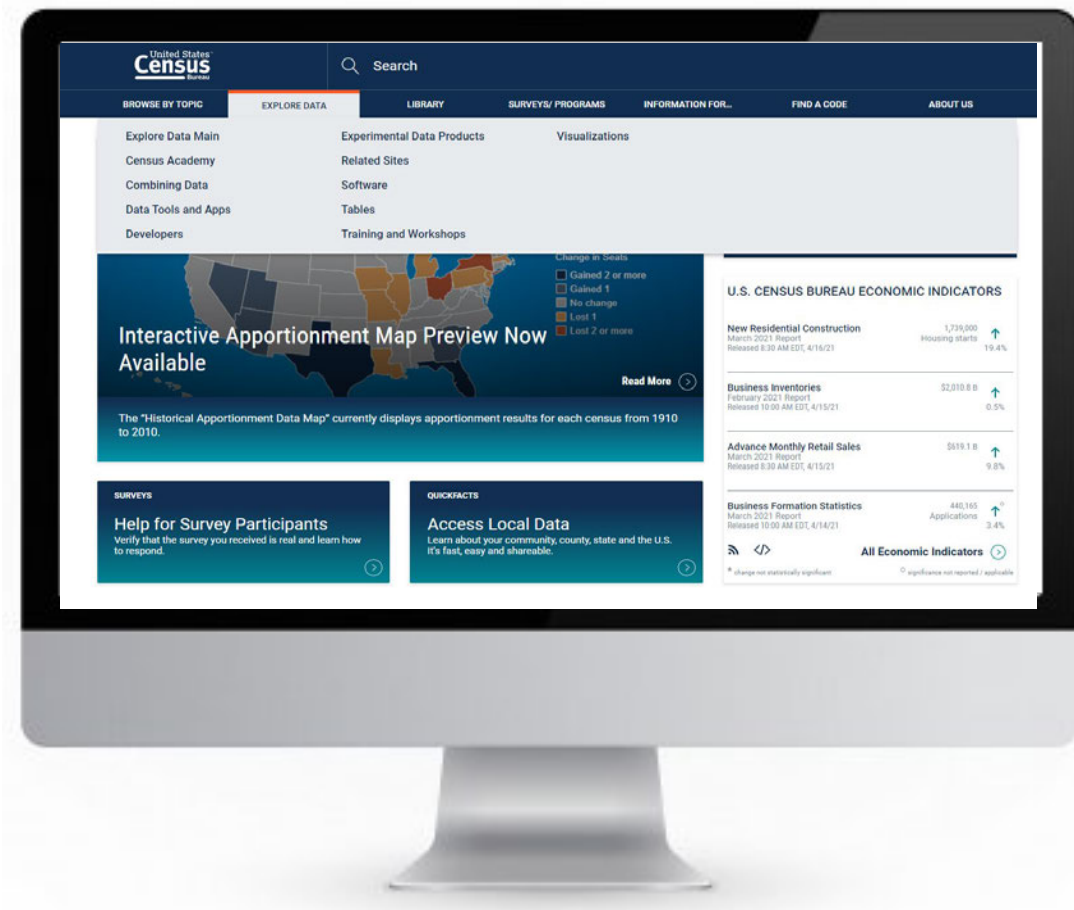 United States™
Census
Bureau
Search
BROWSE BY TOPIC
EXPLORE DATA
LIBRARY
SURVEYS/ PROGRAMS
INFORMATION FOR...
FIND A CODE
ABOUT US
Explore Data Main
Census Academy
Combining Data
Data Tools and Apps
Developers
Experimental Data Products
Related Sites
Software
Tables
Training and Workshops
Visualizations
Change in Seats
Gained 2 or more
Gained 1
No change
Lost 1
Lost 2 or more
Interactive Apportionment Map Preview Now
Available
Read More
The "Historical Apportionment Data Map" currently displays apportionment results for each census from 1910
to 2010.
SURVEYS
Help for Survey Participants
Verify that the survey you received is real and learn how
to respond.
QUICKFACTS
Access Local Data
Learn about your community, county, state and the U.S.
It's fast, easy and shareable.
U.S. CENSUS BUREAU ECONOMIC INDICATORS
New Residential Construction
March 2021 Report
Released 8:30 AM EDT, 4/16/21
1,739,000
Housing starts
19.4%
Business Inventories
February 2021 Report
Released 10:00 AM EDT, 4/15/21
$2,010.8 B
0.5%
Advance Monthly Retail Sales
March 2021 Report
Released 8:30 AM EDT, 4/15/21
$619.1 B
9.8%
Business Formation Statistics
March 2021 Report
Released 10:00 AM EDT, 4/14/21
440,165
Applications
3.4%
</>
All Economic Indicators
* change not statistically significant
° significance not reported / applicable